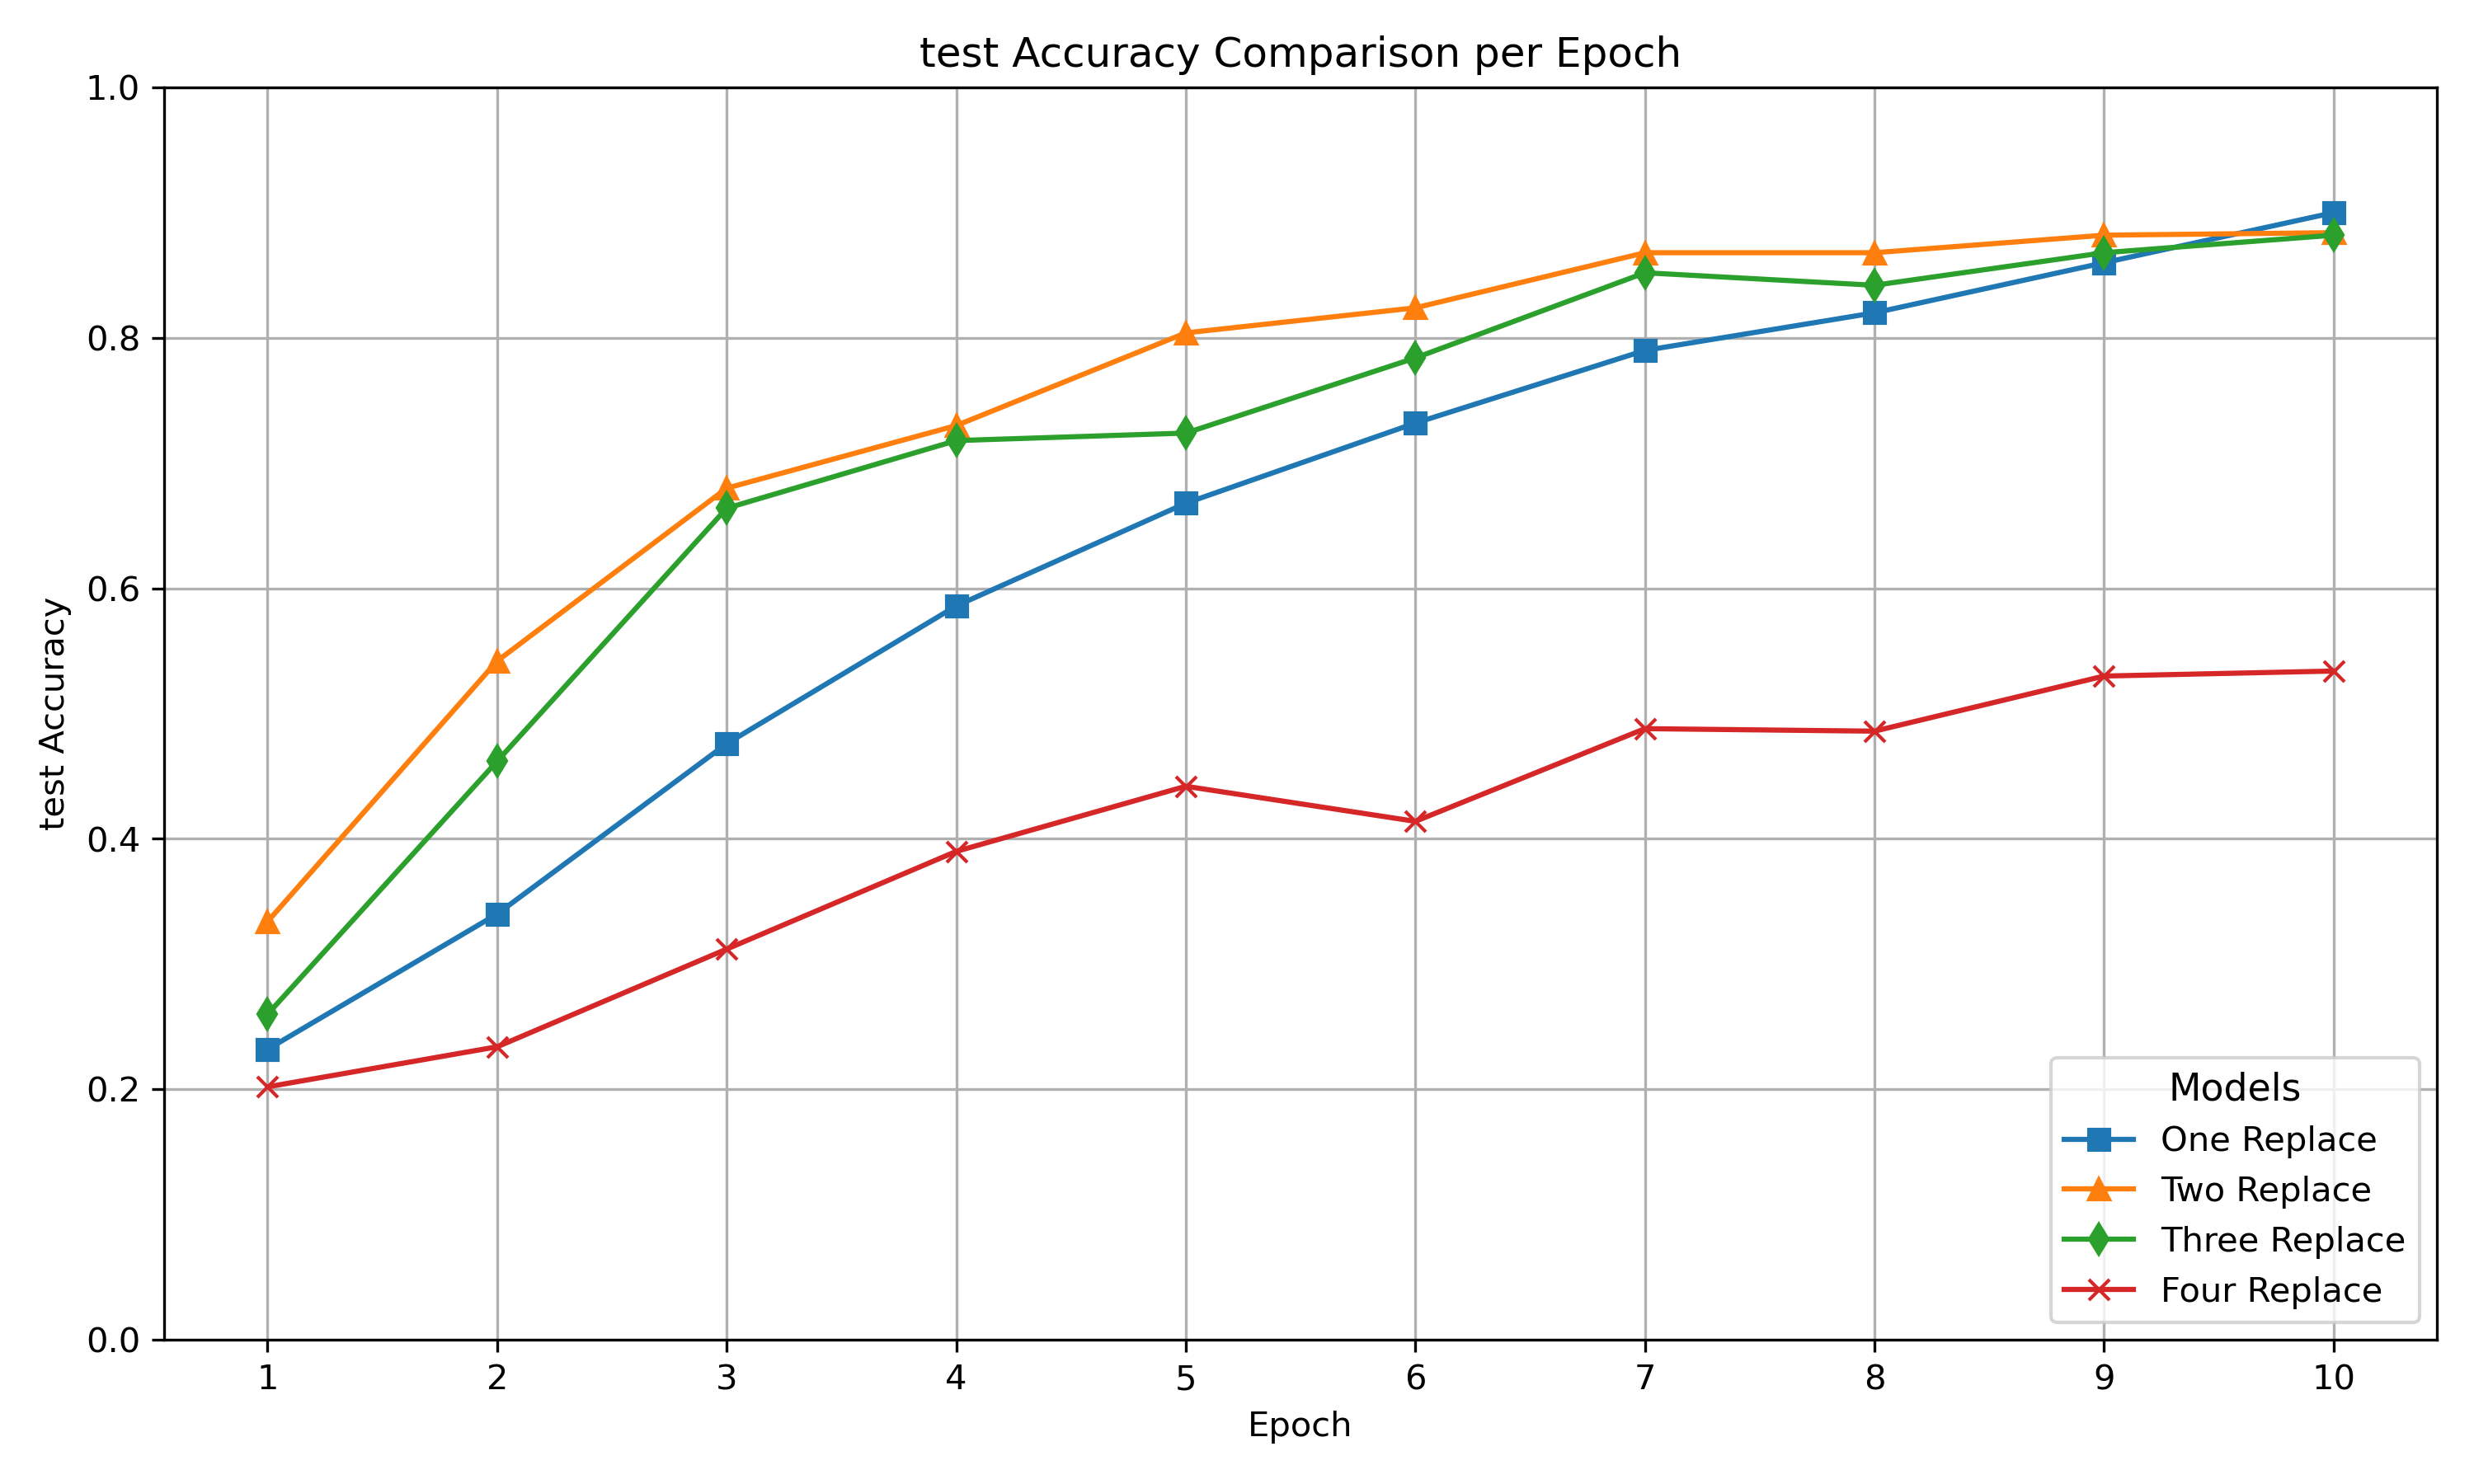 test Accuracy Comparison per Epoch
1.0
0.8
0.6
0.4
0.2
0.0
test Accuracy
1 2 3 4 5 6 7 8 9 10
Epoch
Models
One Replace
Two Replace
Three Replace
Four Replace